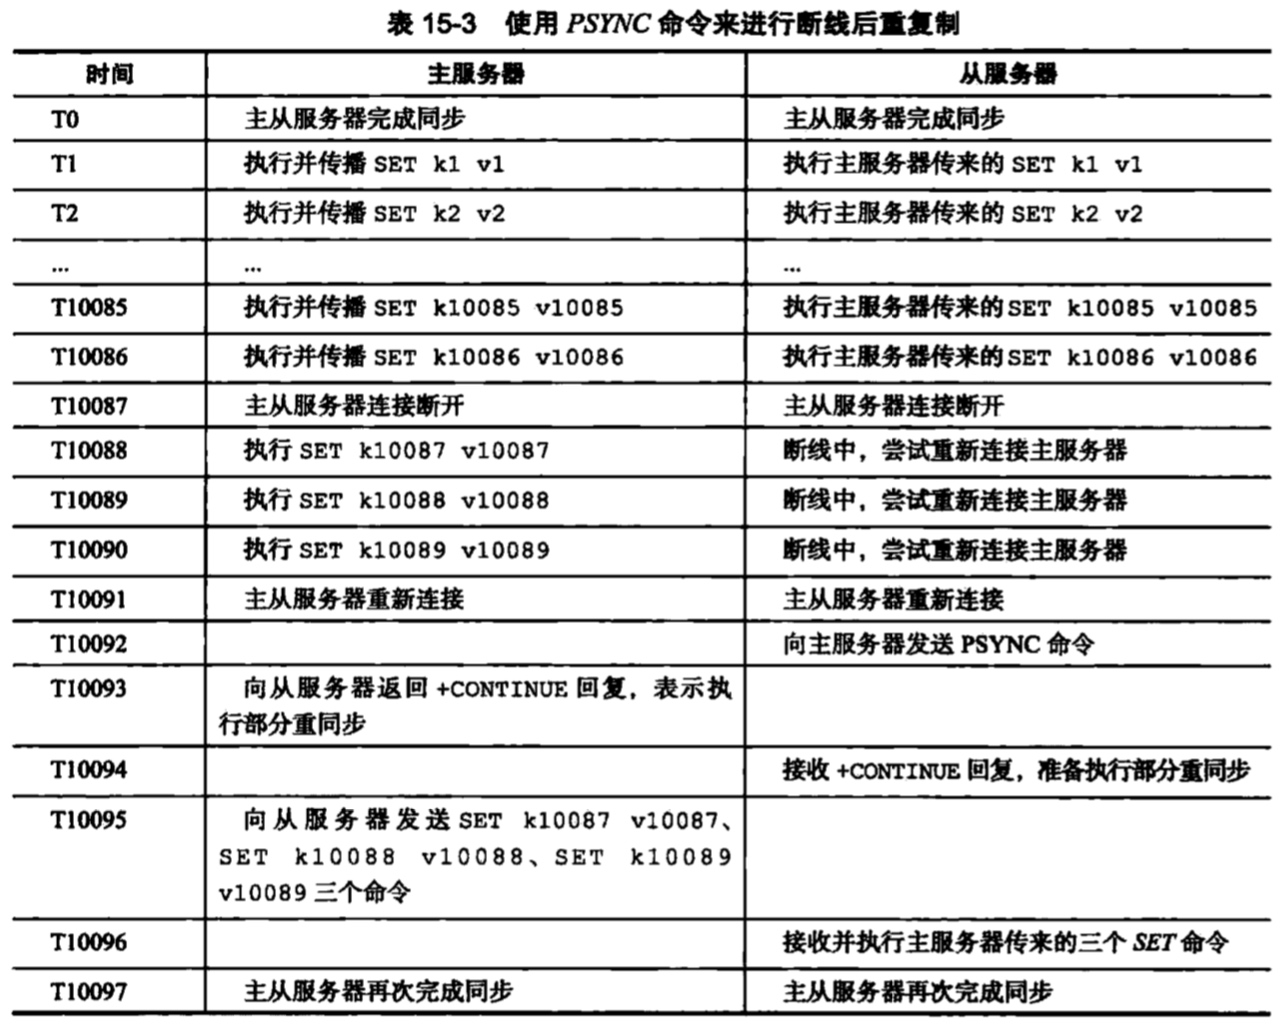 表 15-3 使用 PSYNC 命令来进行断线后重复制
时间 主服务器 从服务器
T0 主从服务器完成同步 主从服务器完成同步
T1 执行并传播 SET k1 v1 执行主服务器传来的 SET k1 v1
T2 执行并传播 SET k2 v2 执行主服务器传来的 SET k2 v2
... ... ...
T10085 执行并传播 SET k10085 v10085 执行主服务器传来的 SET k10085 v10085
T10086 执行并传播 SET k10086 v10086 执行主服务器传来的 SET k10086 v10086
T10087 主从服务器连接断开 主从服务器连接断开
T10088 执行 SET k10087 v10087 断线中，尝试重新连接主服务器
T10089 执行 SET k10088 v10088 断线中，尝试重新连接主服务器
T10090 执行 SET k10089 v10089 断线中，尝试重新连接主服务器
T10091 主从服务器重新连接 主从服务器重新连接
T10092 向主服务器发送 PSYNC 命令
T10093 向从服务器返回 +CONTINUE 回复，表示执
行部分重同步
T10094 接收 +CONTINUE 回复，准备执行部分重同步
T10095 向从服务器发送 SET k10087 v10087、
SET k10088 v10088、SET k10089
v10089 三个命令
T10096 接收并执行主服务器传来的三个 SET 命令
T10097 主从服务器再次完成同步 主从服务器再次完成同步